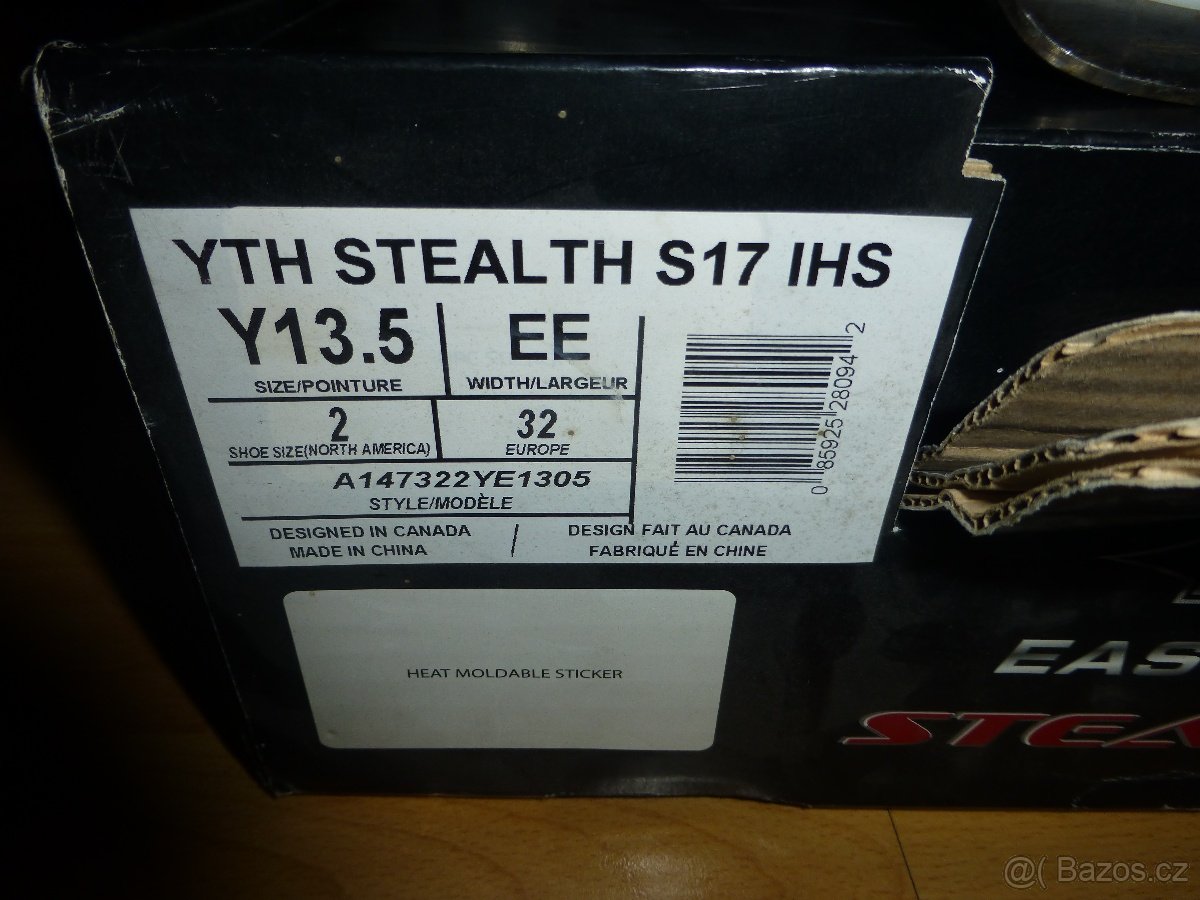 YTH STEALTH S17 IHS
Y13.5
SIZE/POINTURE
EE
WIDTH/LARGEUR
2
SHOE SIZE(NORTH AMERICA)
32
EUROPE
A147322YE1305
STYLE/MODÈLE
DESIGNED IN CANADA
MADE IN CHINA
/
DESIGN FAIT AU CANADA
FABRIQUÉ EN CHINE
0 85925 28094 2
HEAT MOLDABLE STICKER
EAS
STEA
@( Bazos.cz